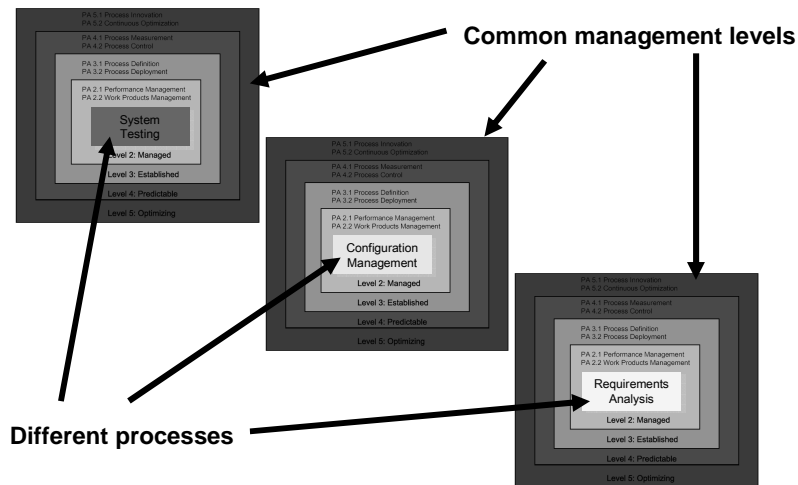 Common management levels
PA 5.1 Process Innovation
PA 5.2 Continuous Optimization
PA 4.1 Process Measurement
PA 4.2 Process Control
PA 3.1 Process Definition
PA 3.2 Process Deployment
PA 2.1 Performance Management
PA 2.2 Work Products Management
System
Testing
Level 2: Managed
Level 3: Established
Level 4: Predictable
Level 5: Optimizing
PA 5.1 Process Innovation
PA 5.2 Continuous Optimization
PA 4.1 Process Measurement
PA 4.2 Process Control
PA 3.1 Process Definition
PA 3.2 Process Deployment
PA 2.1 Performance Management
PA 2.2 Work Products Management
Configuration
Management
Level 2: Managed
Level 3: Established
Level 4: Predictable
Level 5: Optimizing
PA 5.1 Process Innovation
PA 5.2 Continuous Optimization
PA 4.1 Process Measurement
PA 4.2 Process Control
PA 3.1 Process Definition
PA 3.2 Process Deployment
PA 2.1 Performance Management
PA 2.2 Work Products Management
Requirements
Analysis
Level 2: Managed
Level 3: Established
Level 4: Predictable
Level 5: Optimizing
Different processes